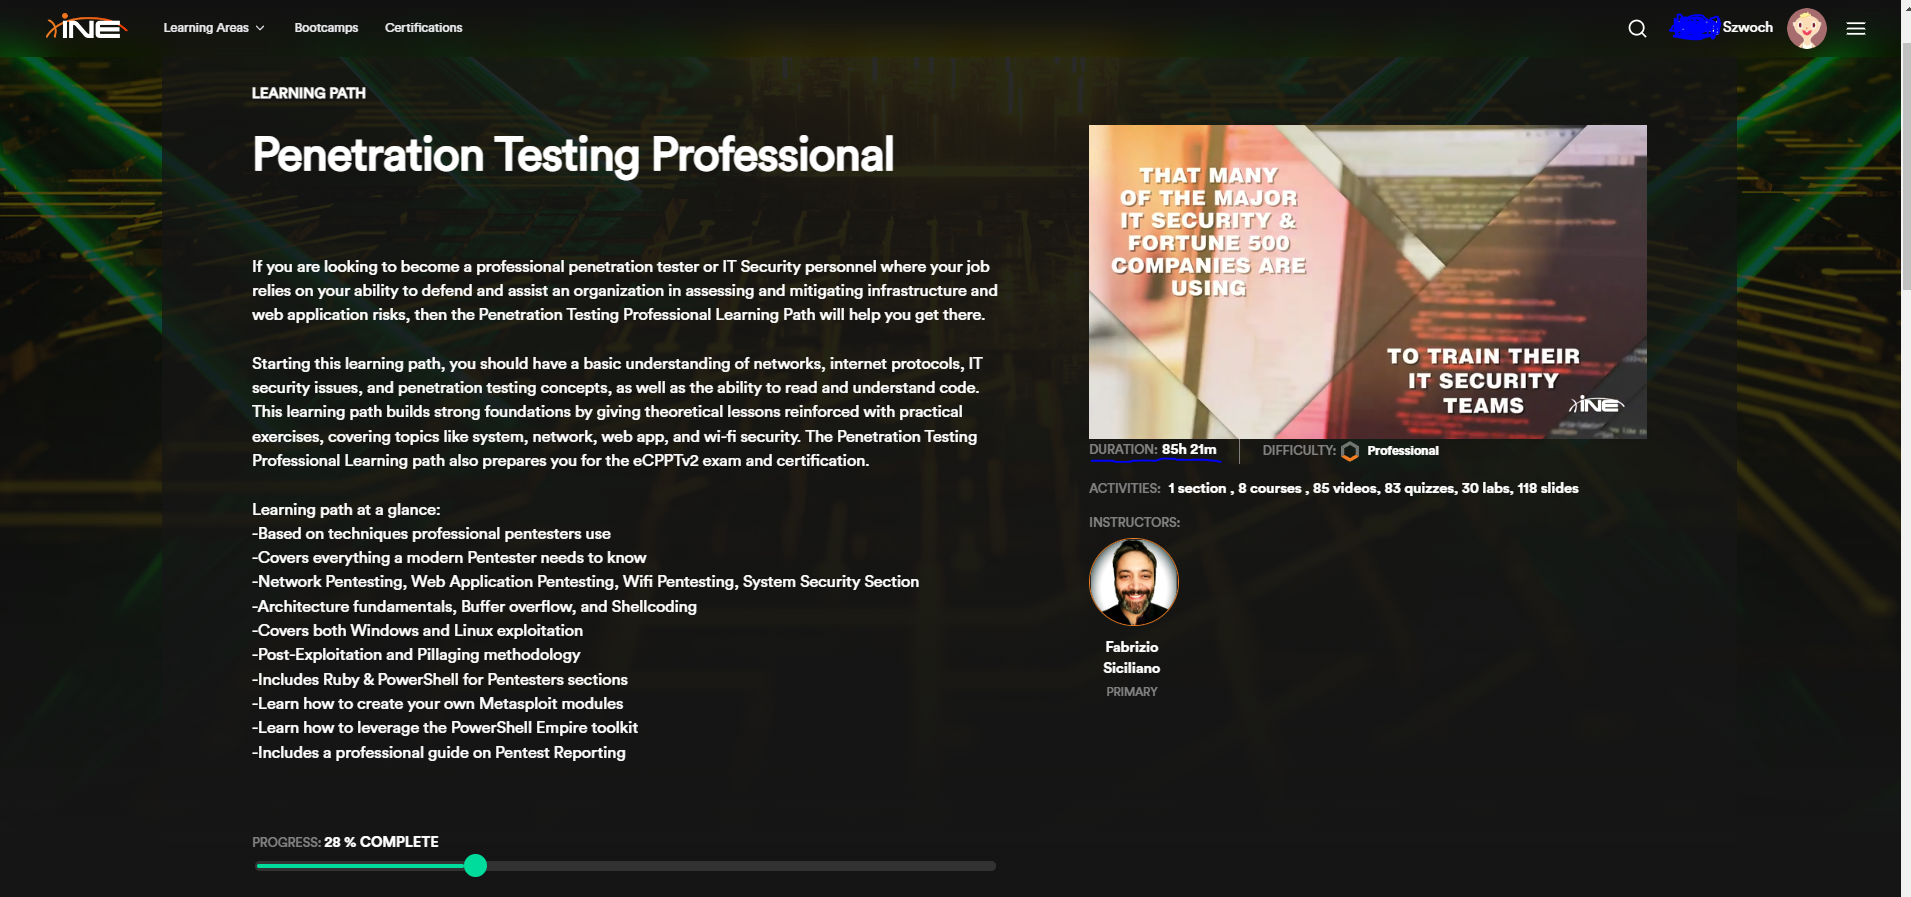 INE
Learning Areas
Bootcamps
Certifications
Szwoch
LEARNING PATH
Penetration Testing Professional
If you are looking to become a professional penetration tester or IT Security personnel where your job
relies on your ability to defend and assist an organization in assessing and mitigating infrastructure and
web application risks, then the Penetration Testing Professional Learning Path will help you get there.
Starting this learning path, you should have a basic understanding of networks, internet protocols, IT
security issues, and penetration testing concepts, as well as the ability to read and understand code.
This learning path builds strong foundations by giving theoretical lessons reinforced with practical
exercises, covering topics like system, network, web app, and wi-fi security. The Penetration Testing
Professional Learning path also prepares you for the eCPPTv2 exam and certification.
Learning path at a glance:
-Based on techniques professional pentesters use
-Covers everything a modern Pentester needs to know
-Network Pentesting, Web Application Pentesting, Wifi Pentesting, System Security Section
-Architecture fundamentals, Buffer overflow, and Shellcoding
-Covers both Windows and Linux exploitation
-Post-Exploitation and Pillaging methodology
-Includes Ruby & PowerShell for Pentesters sections
-Learn how to create your own Metasploit modules
-Learn how to leverage the PowerShell Empire toolkit
-Includes a professional guide on Pentest Reporting
PROGRESS: 28 % COMPLETE
THAT MANY
OF THE MAJOR
IT SECURITY &
FORTUNE 500
COMPANIES ARE
USING
TO TRAIN THEIR
IT SECURITY
TEAMS
INE
DURATION: 85h 21m
DIFFICULTY: Professional
ACTIVITIES: 1 section , 8 courses , 85 videos, 83 quizzes, 30 labs, 118 slides
INSTRUCTORS:
Fabrizio
Siciliano
PRIMARY